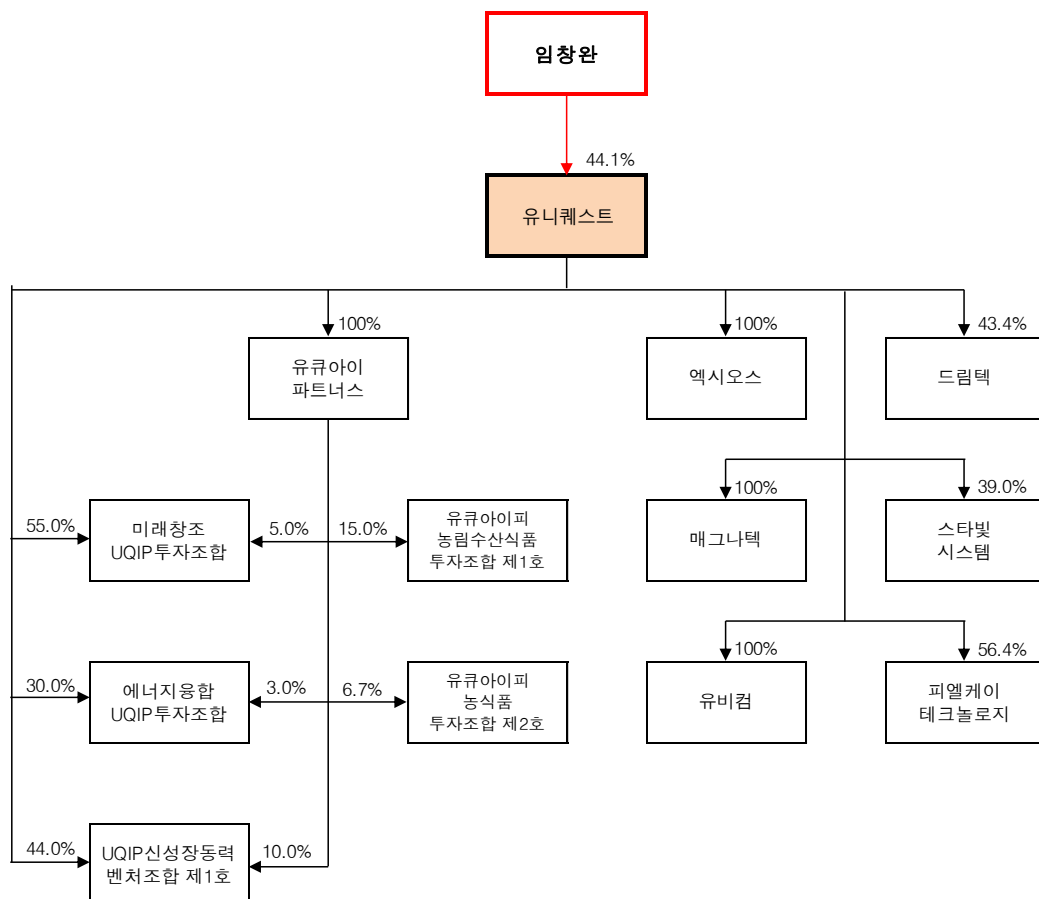 임창완
44.1%
유니퀘스트
100%
100%
43.4%
유큐아이
파트너스
엑시오스
드림텍
55.0%
미래창조
UQIP투자조합
5.0%
15.0%
유큐아이피
농림수산식품
투자조합 제1호
100%
매그나텍
39.0%
스타빛
시스템
30.0%
에너지융합
UQIP투자조합
3.0%
6.7%
유큐아이피
농식품
투자조합 제2호
100%
유비컴
56.4%
피엘케이
테크놀로지
44.0%
UQIP신성장동력
벤처조합 제1호
10.0%